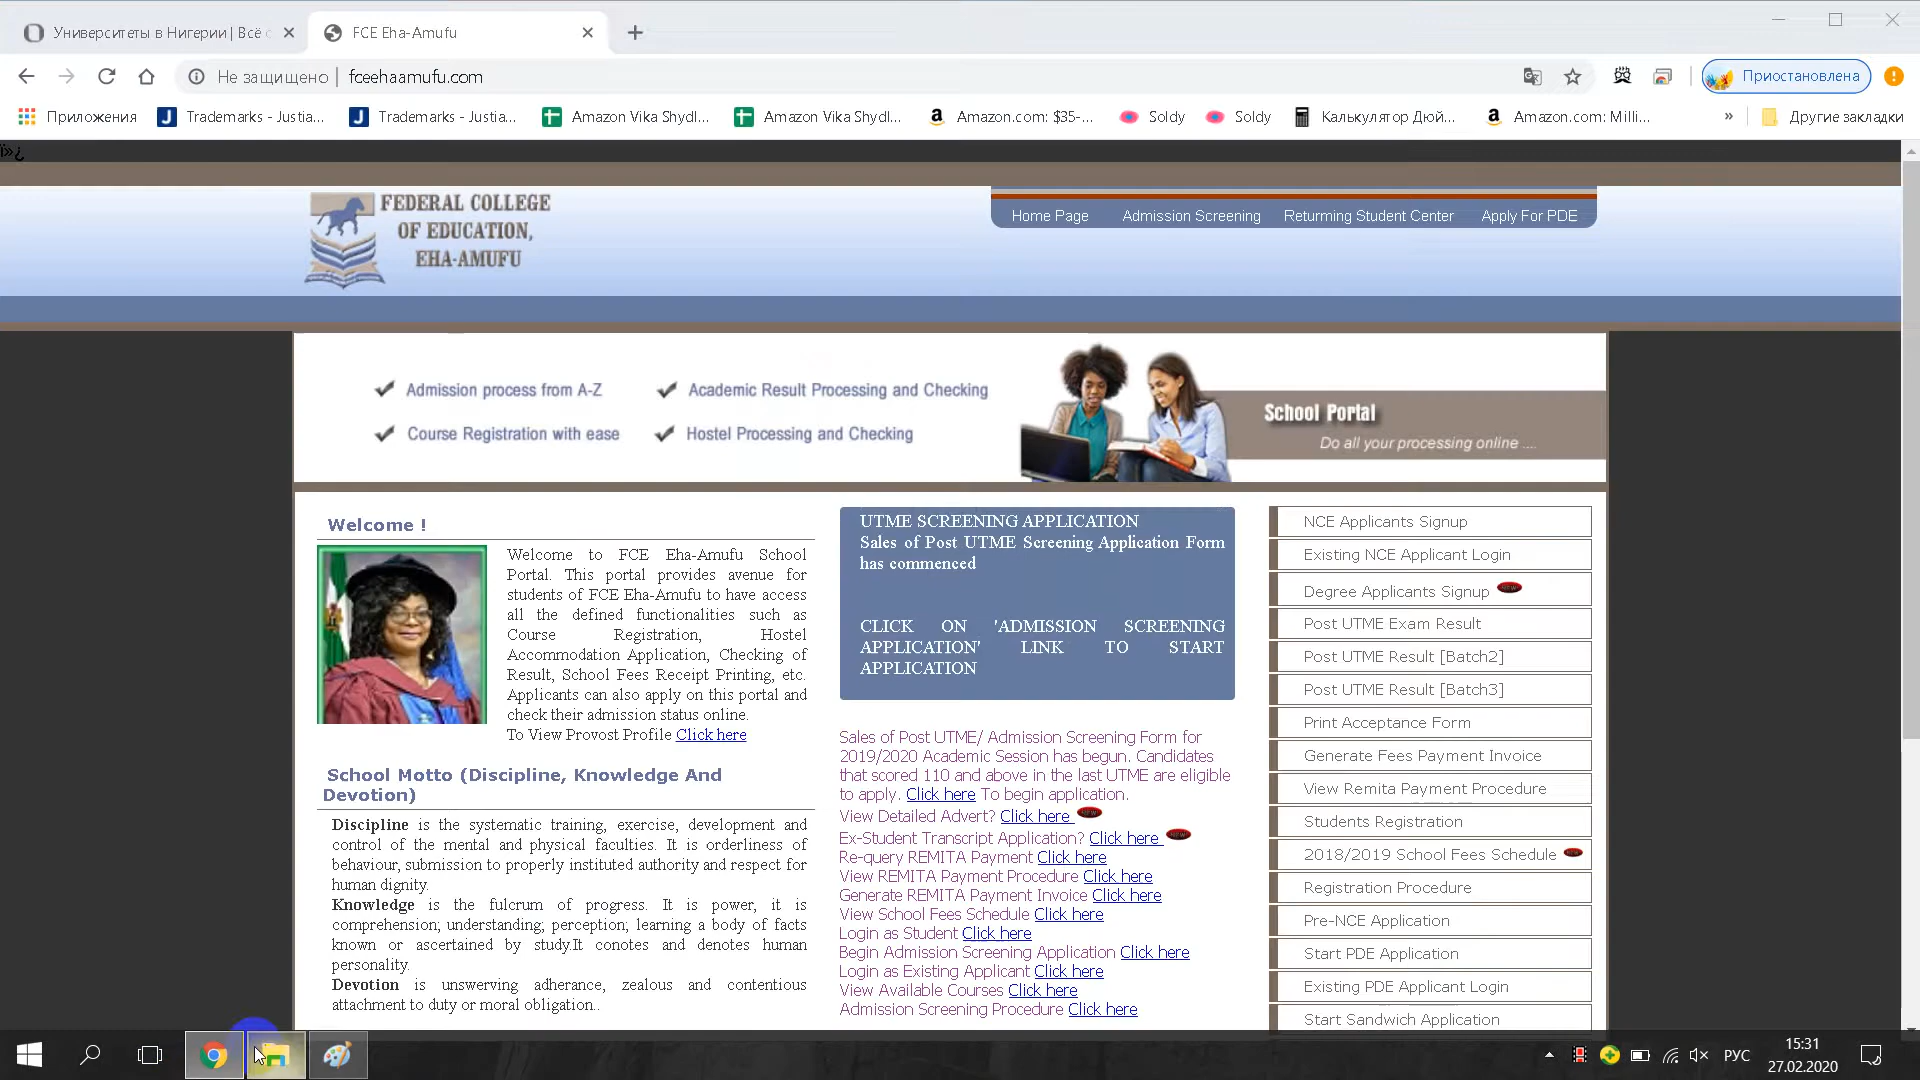 Университеты в Нигерии | Всё
FCE Eha-Amufu
Не защищено | fceehaamufu.com
Приостановлена
Приложения
Trademarks - Justia...
Trademarks - Justia...
Amazon Vika Shydl...
Amazon Vika Shydl...
Amazon.com: $35-...
Soldy
Soldy
Калькулятор Дюй...
Amazon.com: Milli...
»
Другие закладки
ï»¿
FEDERAL COLLEGE
OF EDUCATION,
EHA-AMUFU
Home Page
Admission Screening
Returming Student Center
Apply For PDE
Admission process from A-Z
Academic Result Processing and Checking
Course Registration with ease
Hostel Processing and Checking
School Portal
Do all your processing online ....
Welcome !
Welcome to FCE Eha-Amufu School
Portal. This portal provides avenue for
students of FCE Eha-Amufu to have access
all the defined functionalities such as
Course Registration, Hostel
Accommodation Application, Checking of
Result, School Fees Receipt Printing, etc.
Applicants can also apply on this portal and
check their admission status online.
To View Provost Profile Click here
School Motto (Discipline, Knowledge And
Devotion)
Discipline is the systematic training, exercise, development and
control of the mental and physical faculties. It is orderliness of
behaviour, submission to properly instituted authority and respect for
human dignity.
Knowledge is the fulcrum of progress. It is power, it is
comprehension; understanding; perception; learning a body of facts
known or ascertained by study.It conotes and denotes human
personality.
Devotion is unswerving adherance, zealous and contentious
attachment to duty or moral obligation..
UTME SCREENING APPLICATION
Sales of Post UTME Screening Application Form
has commenced
CLICK ON 'ADMISSION SCREENING
APPLICATION' LINK TO START
APPLICATION
Sales of Post UTME/ Admission Screening Form for
2019/2020 Academic Session has begun. Candidates
that scored 110 and above in the last UTME are eligible
to apply. Click here To begin application.
View Detailed Advert? Click here
Ex-Student Transcript Application? Click here
Re-query REMITA Payment Click here
View REMITA Payment Procedure Click here
Generate REMITA Payment Invoice Click here
View School Fees Schedule Click here
Login as Student Click here
Begin Admission Screening Application Click here
Login as Existing Applicant Click here
View Available Courses Click here
Admission Screening Procedure Click here
NCE Applicants Signup
Existing NCE Applicant Login
Degree Applicants Signup
Post UTME Exam Result
Post UTME Result [Batch2]
Post UTME Result [Batch3]
Print Acceptance Form
Generate Fees Payment Invoice
View Remita Payment Procedure
Students Registration
2018/2019 School Fees Schedule
Registration Procedure
Pre-NCE Application
Start PDE Application
Existing PDE Applicant Login
Start Sandwich Application
РУС
15:31
27.02.2020